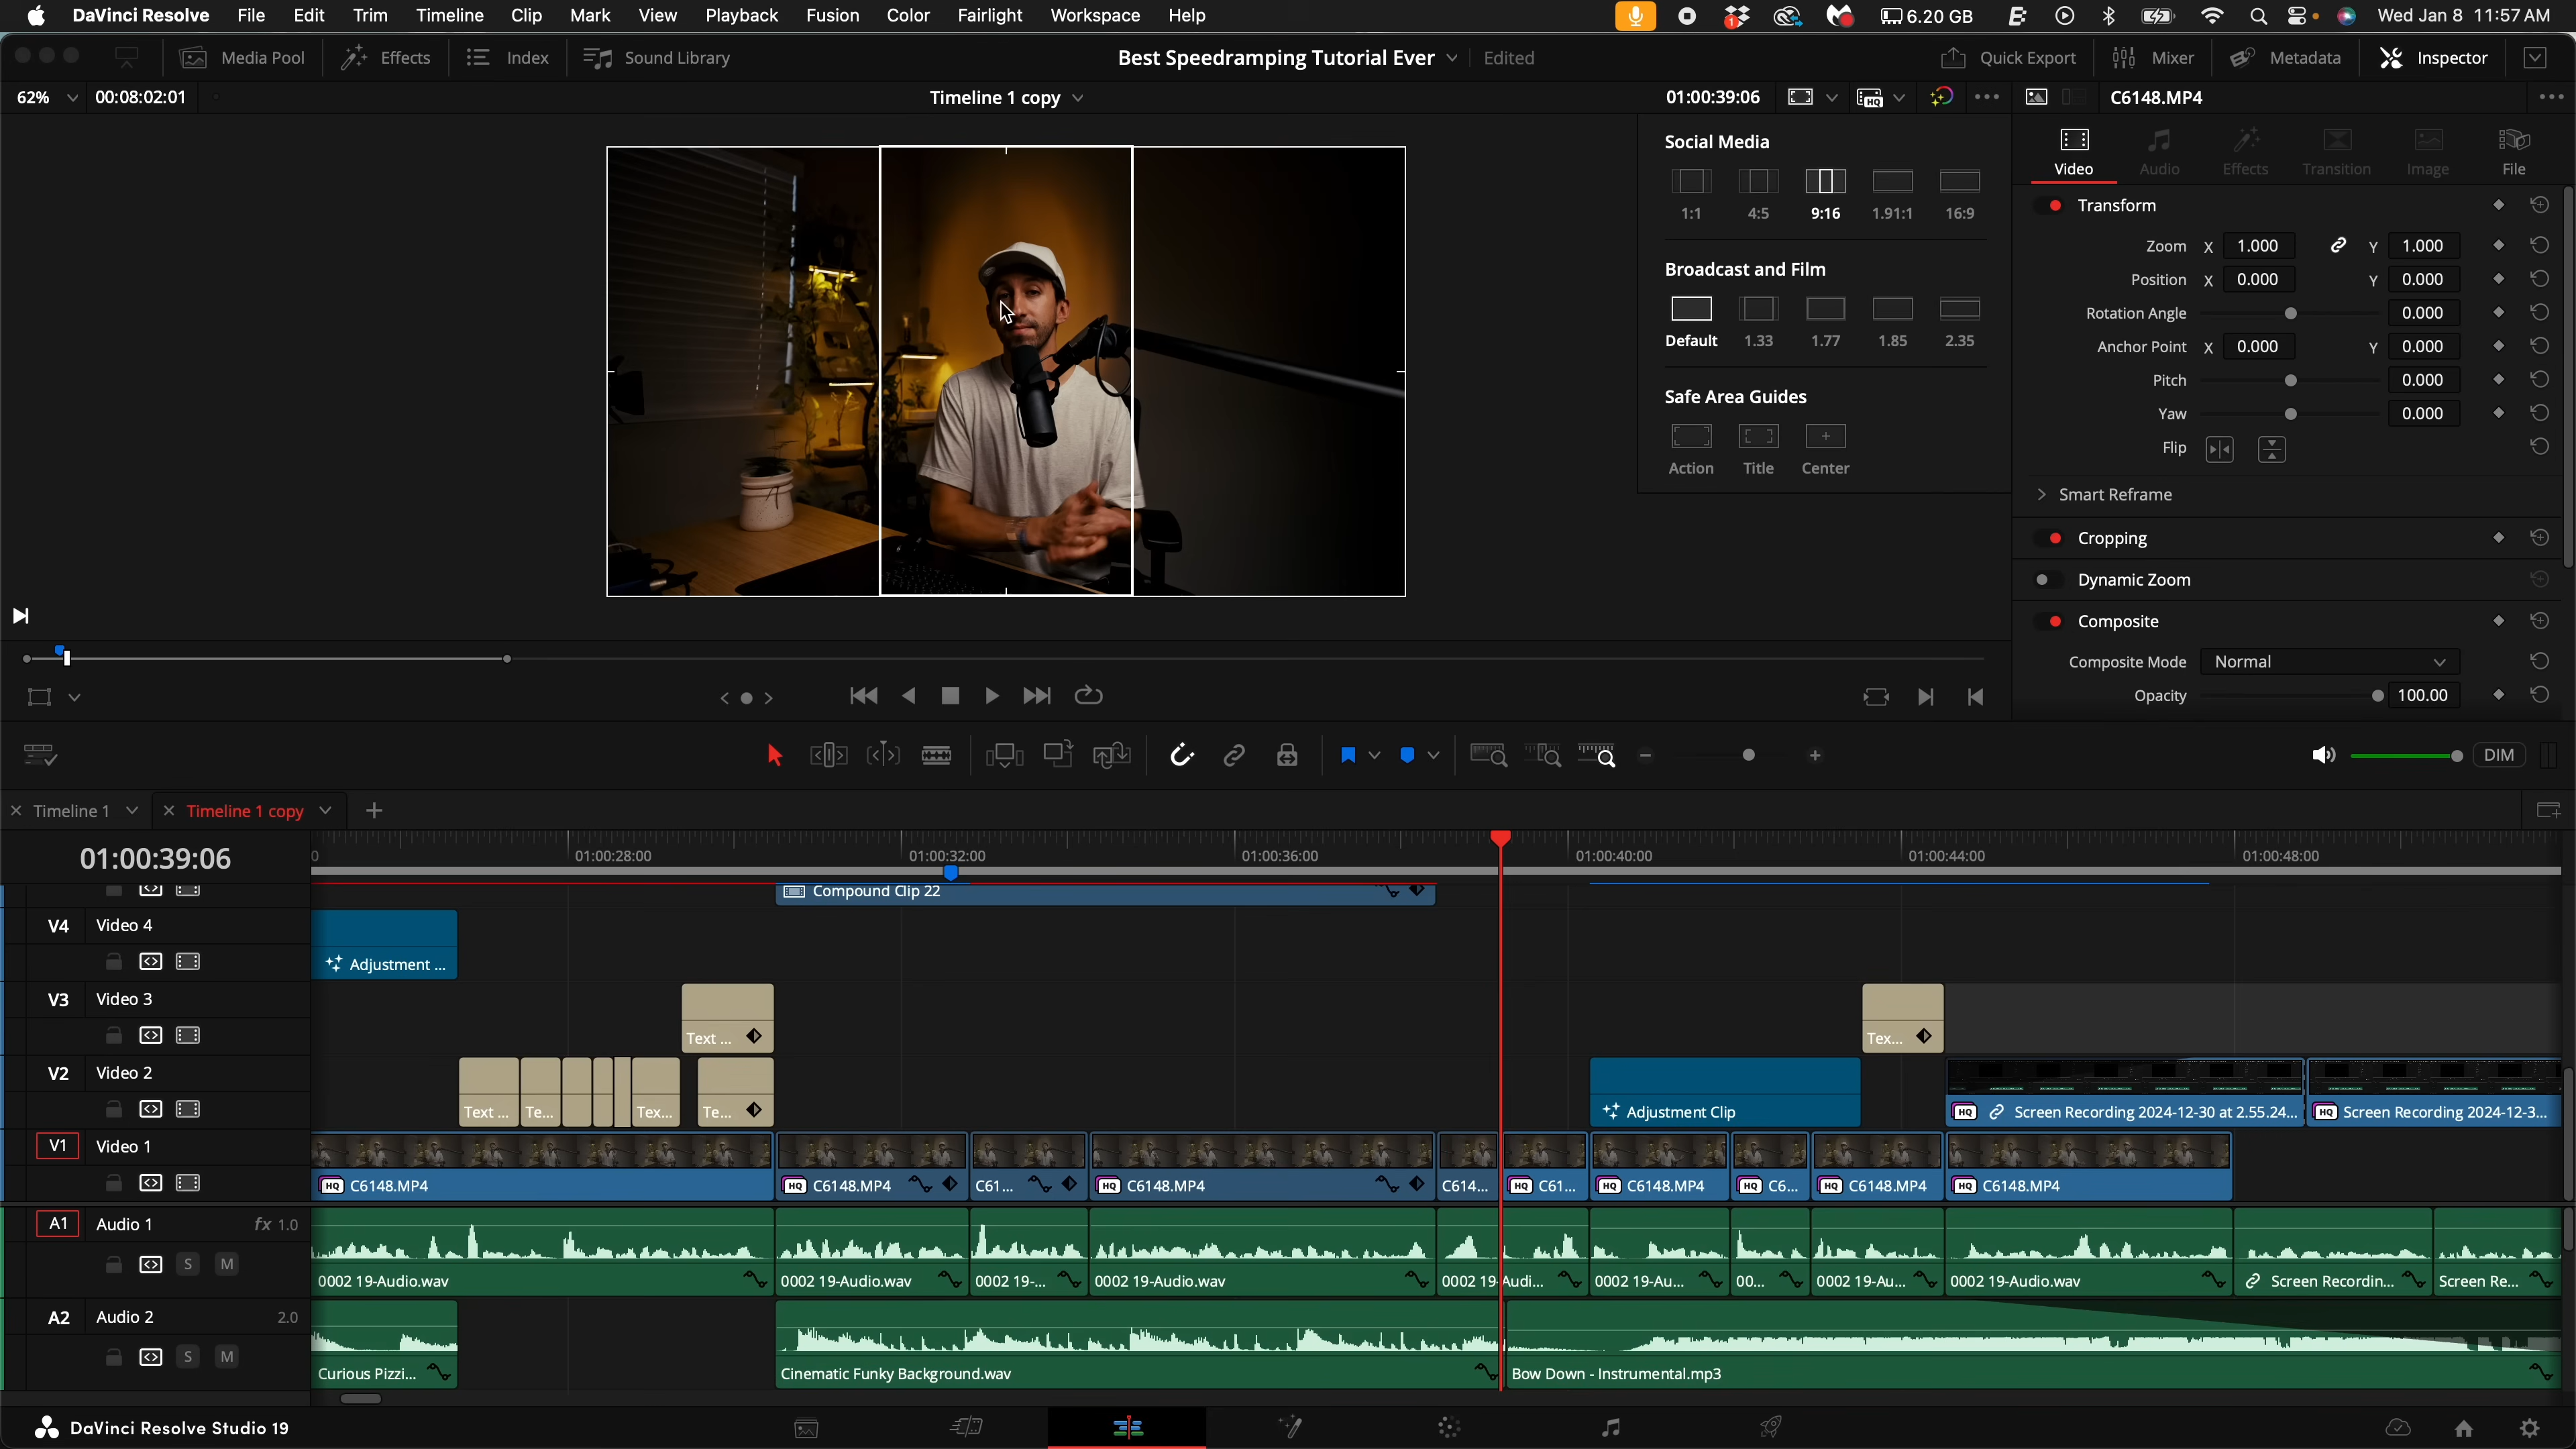 DaVinci Resolve File Edit Trim Timeline Clip Mark View Playback Fusion Color Fairlight Workspace Help 1 6.20 GB Wed Jan 8 11:57 AM
Media Pool Effects Index Sound Library Best Speedramping Tutorial Ever Edited Quick Export Mixer Metadata Inspector
62% 00:08:02:01 Timeline 1 copy 01:00:39:06 HQ C6148.MP4
Social Media
1:1 4:5 9:16 1.91:1 16:9
Broadcast and Film
Default 1.33 1.77 1.85 2.35
Safe Area Guides
Action Title Center
Video Audio Effects Transition Image File
Transform
Zoom X 1.000 Y 1.000
Position X 0.000 Y 0.000
Rotation Angle 0.000
Anchor Point X 0.000 Y 0.000
Pitch 0.000
Yaw 0.000
Flip
Smart Reframe
Cropping
Dynamic Zoom
Composite
Composite Mode Normal
Opacity 100.00
DIM
Timeline 1 Timeline 1 copy
01:00:39:06 0 01:00:28:00 01:00:32:00 01:00:36:00 01:00:40:00 01:00:44:00 01:00:48:00
Compound Clip 22
V4 Video 4
Adjustment ...
V3 Video 3
Text ... Tex...
V2 Video 2
Text ... Te... Tex... Te... Adjustment Clip HQ Screen Recording 2024-12-30 at 2.55.24... HQ Screen Recording 2024-12-3...
V1 Video 1
HQ C6148.MP4 HQ C6148.MP4 C61... HQ C6148.MP4 C614... HQ C61... HQ C6148.MP4 HQ C6... HQ C6148.MP4 HQ C6148.MP4
A1 Audio 1 fx 1.0
S M
0002 19-Audio.wav 0002 19-Audio.wav 0002 19-... 0002 19-Audio.wav 0002 19-Audi... 0002 19-Au... 00... 0002 19-Au... 0002 19-Audio.wav Screen Recordin... Screen Re...
A2 Audio 2 2.0
S M
Curious Pizzi... Cinematic Funky Background.wav Bow Down - Instrumental.mp3
DaVinci Resolve Studio 19